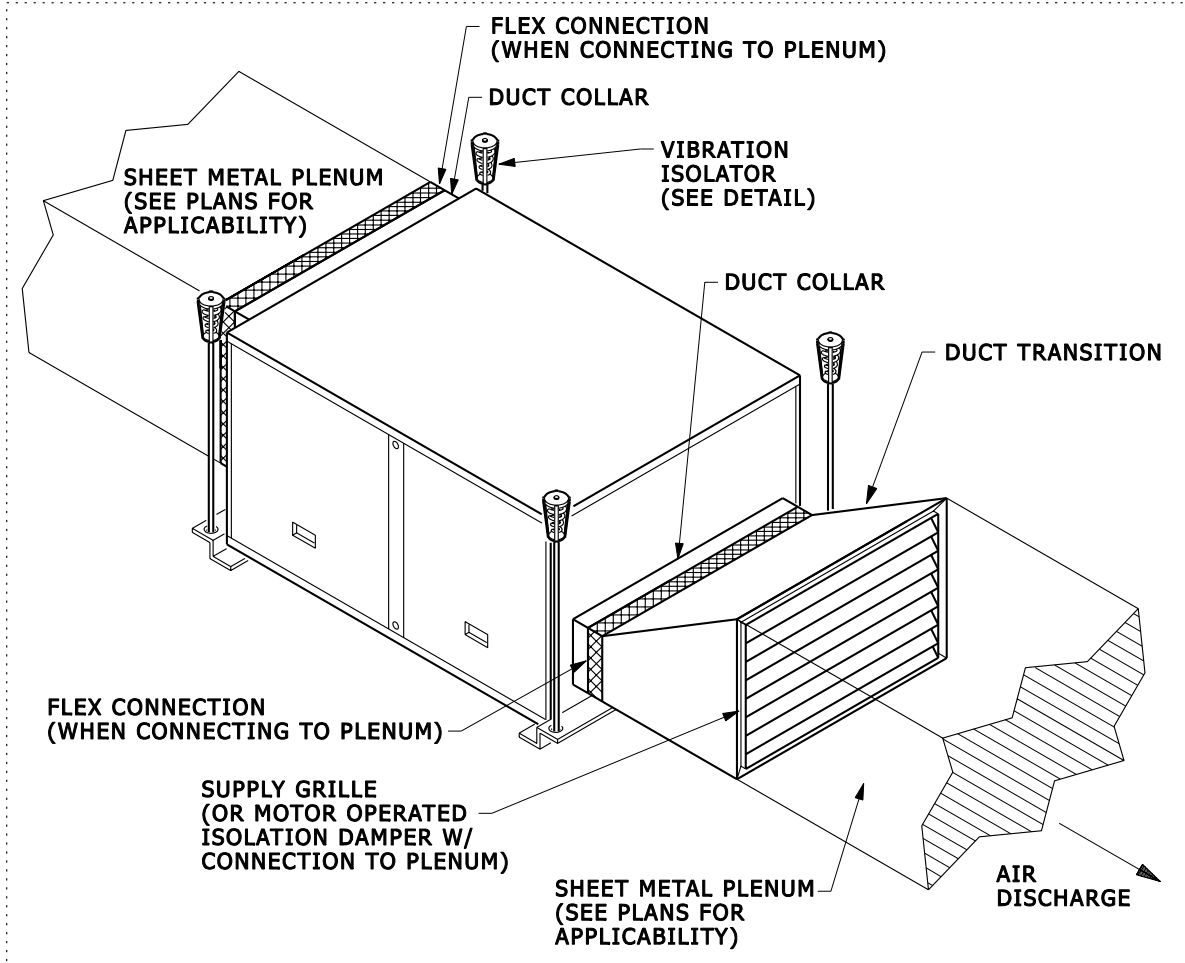 FLEX CONNECTION
(WHEN CONNECTING TO PLENUM)
DUCT COLLAR
VIBRATION
ISOLATOR
(SEE DETAIL)
SHEET METAL PLENUM
(SEE PLANS FOR
APPLICABILITY)
DUCT COLLAR
DUCT TRANSITION
FLEX CONNECTION
(WHEN CONNECTING TO PLENUM)
SUPPLY GRILLE
(OR MOTOR OPERATED
ISOLATION DAMPER W/
CONNECTION TO PLENUM)
AIR
DISCHARGE
SHEET METAL PLENUM
(SEE PLANS FOR
APPLICABILITY)